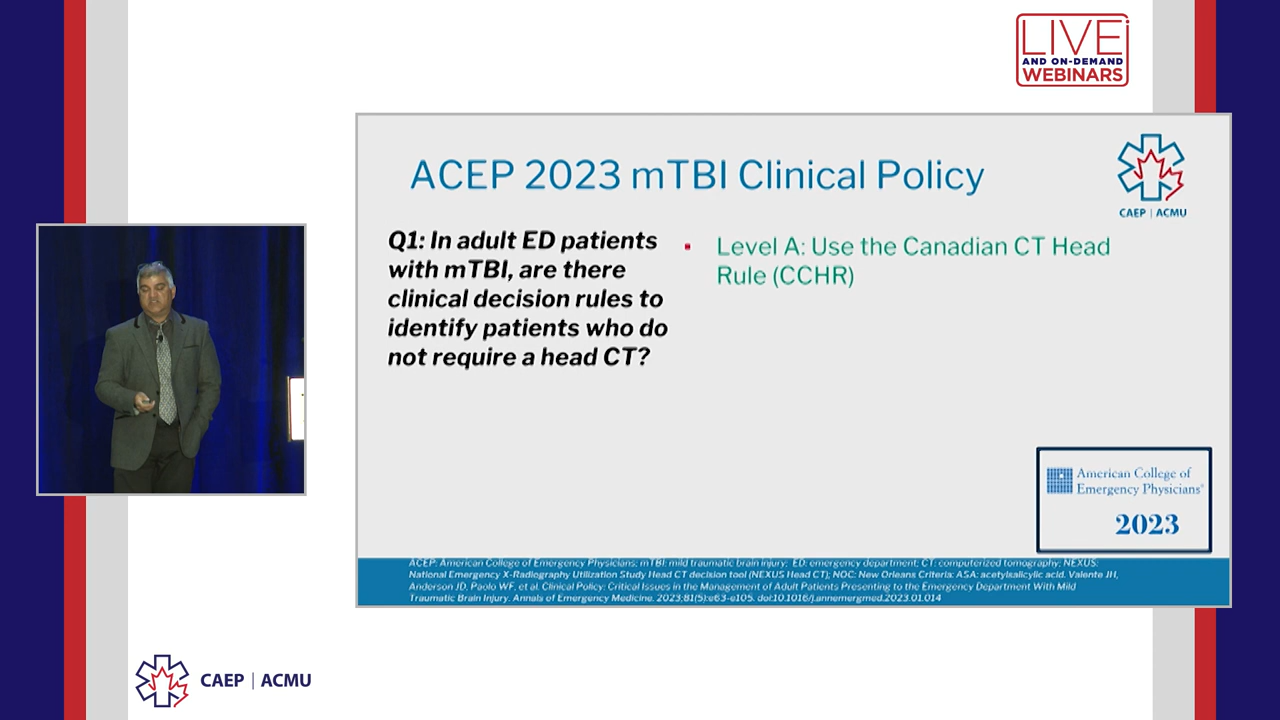 LIVE
AND ON-DEMAND
WEBINARS
ACEP 2023 mTBI Clinical Policy
CAEP | ACMU
Q1: In adult ED patients
with mTBI, are there
clinical decision rules to
identify patients who do
not require a head CT?
▪ Level A: Use the Canadian CT Head
Rule (CCHR)
American College of
Emergency Physicians®
2023
ACEP: American College of Emergency Physicians; mTBI: mild traumatic brain injury; ED: emergency department; CT: computerized tomography; NEXUS:
National Emergency X-Radiography Utilization Study Head CT decision tool (NEXUS Head CT); NOC: New Orleans Criteria; ASA: acetylsalicylic acid. Valente JH,
Anderson JD, Paolo WF, et al. Clinical Policy: Critical Issues in the Management of Adult Patients Presenting to the Emergency Department With Mild
Traumatic Brain Injury. Annals of Emergency Medicine. 2023;81(5):e63-e105. doi:10.1016/j.annemergmed.2023.01.014
CAEP | ACMU